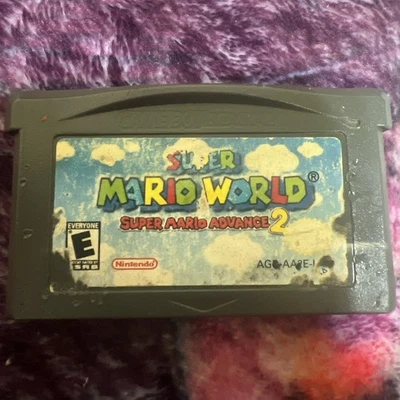 SUPER
MARIO WORLD®
SUPER MARIO ADVANCE 2
EVERYONE
E
ESRB
Nintendo